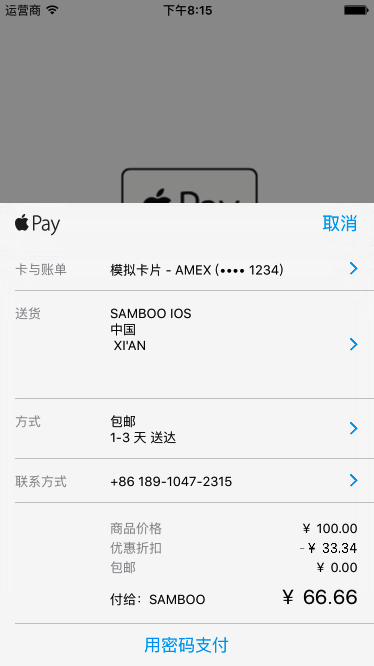 运营商 下午8:15
Pay
Pay 取消
卡与账单 模拟卡片 - AMEX (•••• 1234)
送货 SAMBOO IOS
中国
XI'AN
方式 包邮
1-3 天 送达
联系方式 +86 189-1047-2315
商品价格 ¥ 100.00
优惠折扣 -¥ 33.34
包邮 ¥ 0.00
付给：SAMBOO ¥ 66.66
用密码支付